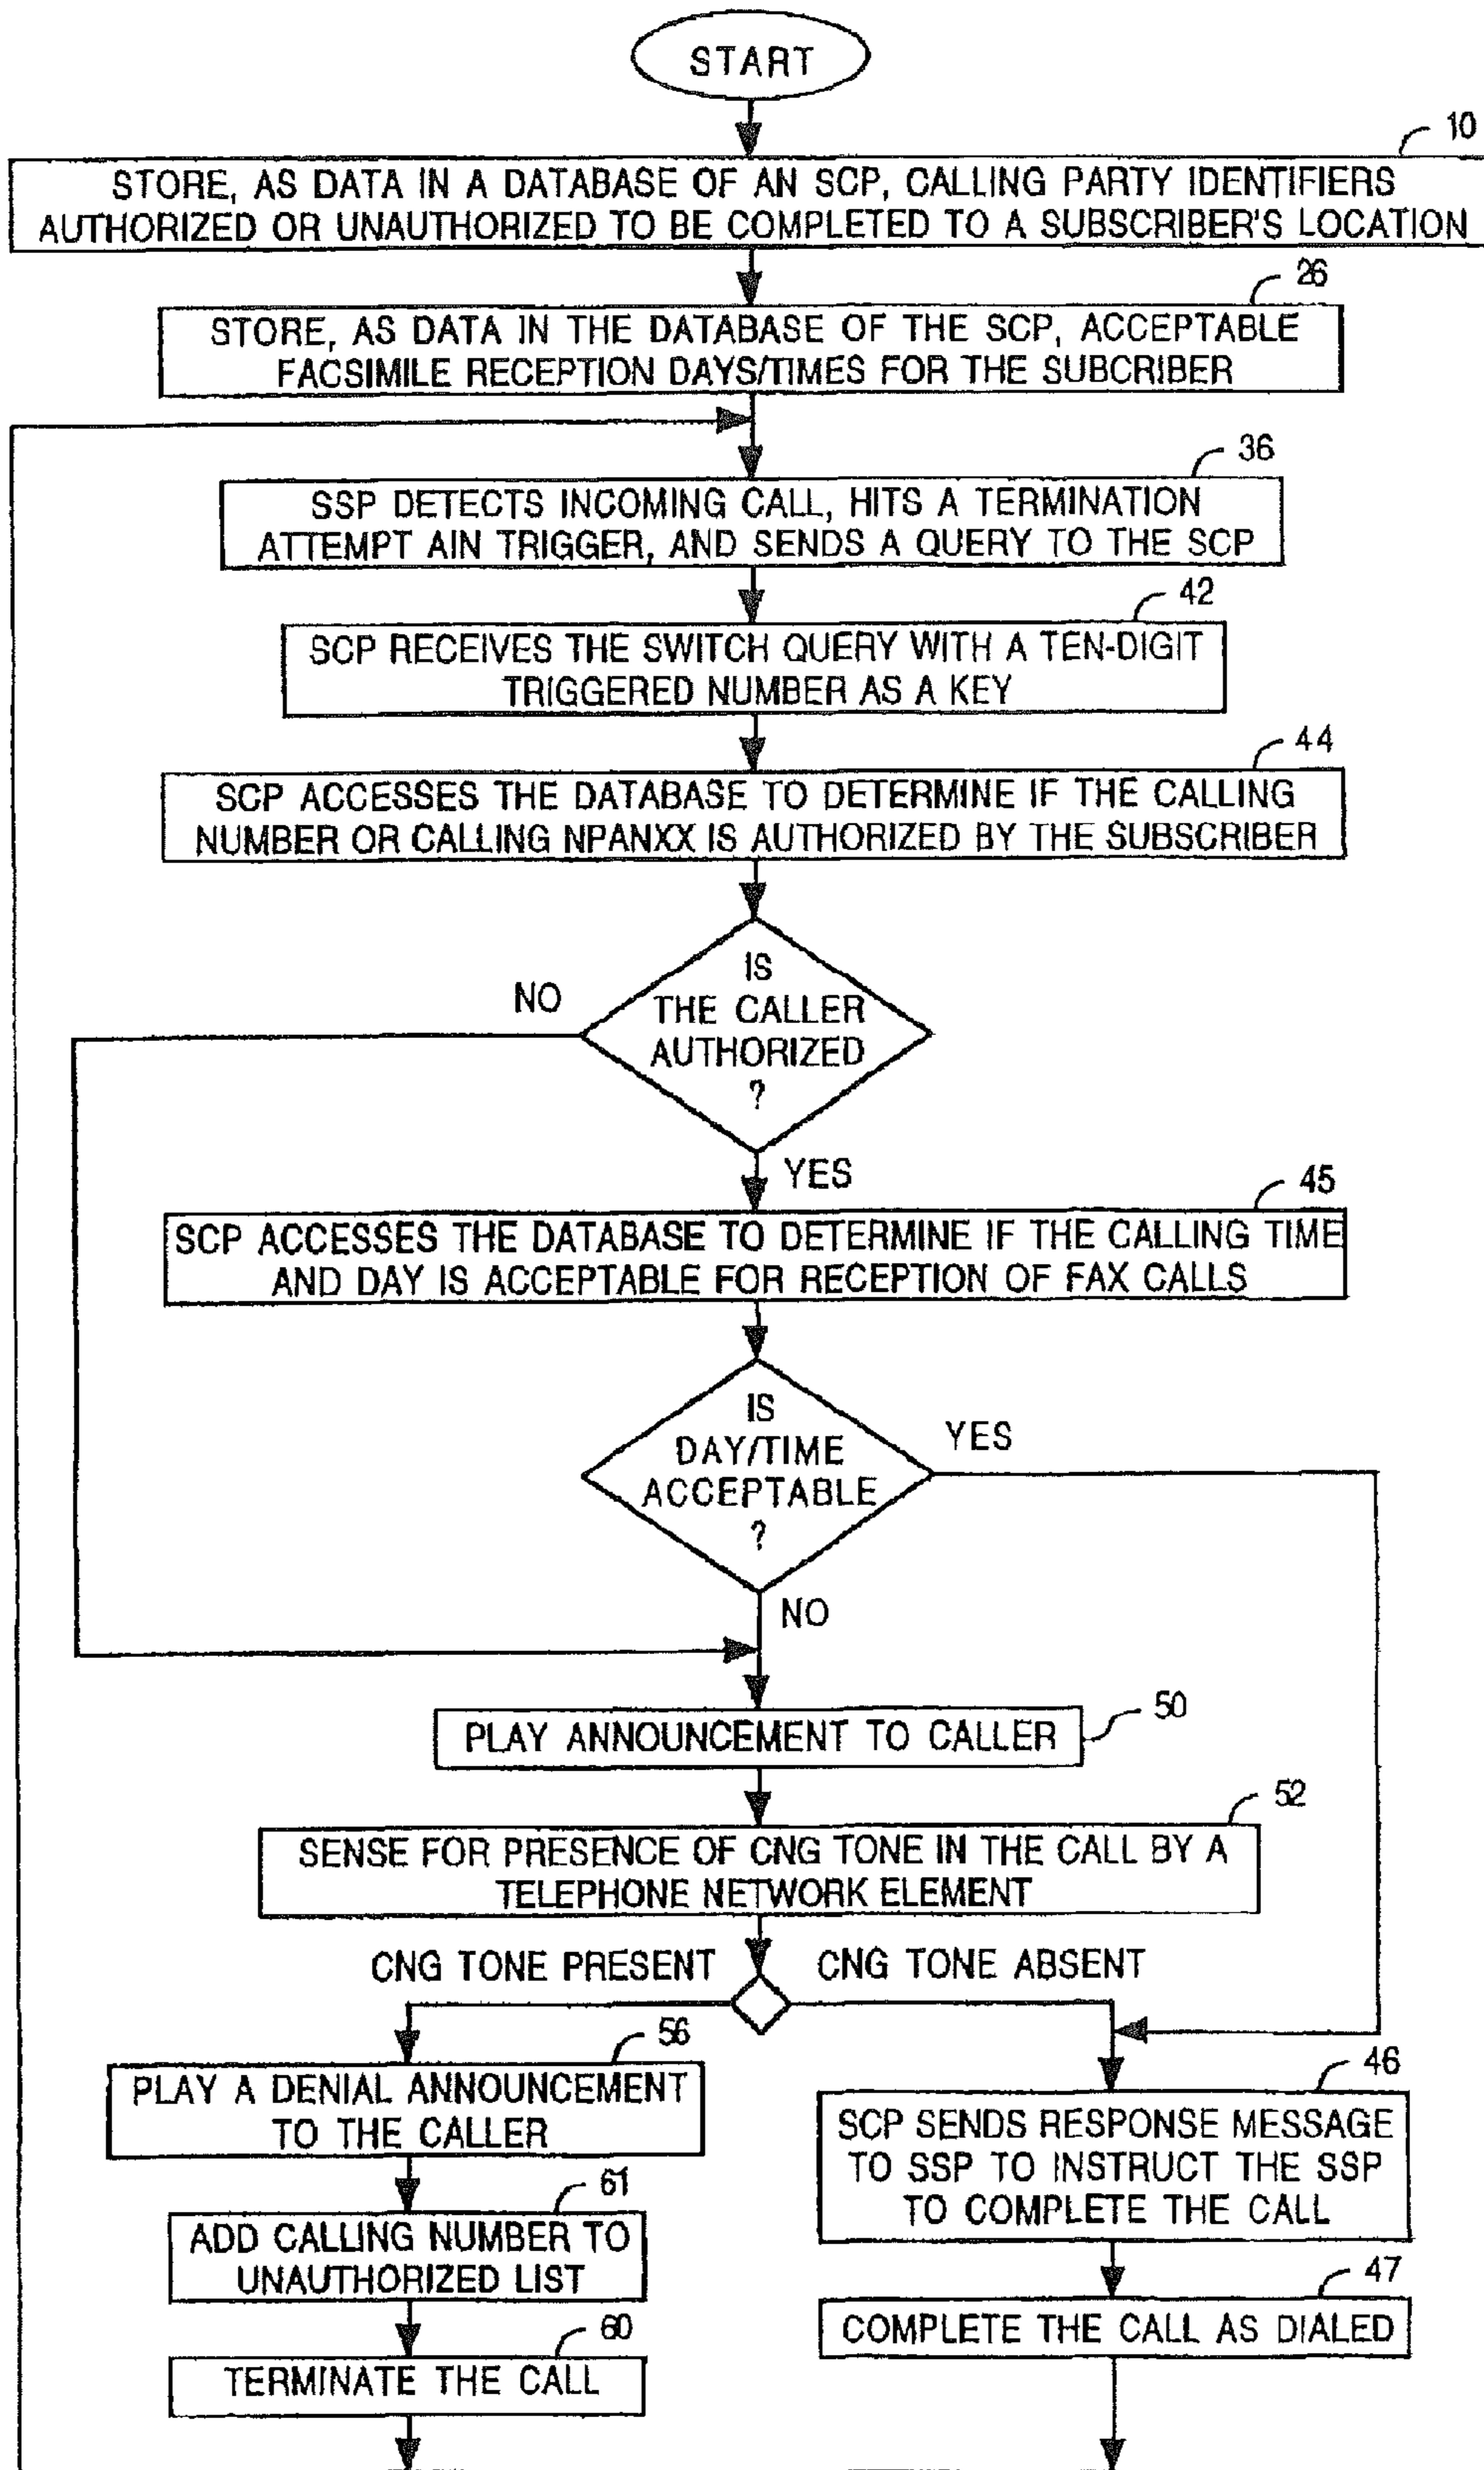 START
10
STORE, AS DATA IN A DATABASE OF AN SCP, CALLING PARTY IDENTIFIERS
AUTHORIZED OR UNAUTHORIZED TO BE COMPLETED TO A SUBSCRIBER'S LOCATION
26
STORE, AS DATA IN THE DATABASE OF THE SCP, ACCEPTABLE
FACSIMILE RECEPTION DAYS/TIMES FOR THE SUBCRIBER
36
SSP DETECTS INCOMING CALL, HITS A TERMINATION
ATTEMPT AIN TRIGGER, AND SENDS A QUERY TO THE SCP
42
SCP RECEIVES THE SWITCH QUERY WITH A TEN-DIGIT
TRIGGERED NUMBER AS A KEY
44
SCP ACCESSES THE DATABASE TO DETERMINE IF THE CALLING
NUMBER OR CALLING NPANXX IS AUTHORIZED BY THE SUBSCRIBER
IS
THE CALLER
AUTHORIZED
?
NO
YES
45
SCP ACCESSES THE DATABASE TO DETERMINE IF THE CALLING TIME
AND DAY IS ACCEPTABLE FOR RECEPTION OF FAX CALLS
IS
DAY/TIME
ACCEPTABLE
?
YES
NO
50
PLAY ANNOUNCEMENT TO CALLER
52
SENSE FOR PRESENCE OF CNG TONE IN THE CALL BY A
TELEPHONE NETWORK ELEMENT
CNG TONE PRESENT
CNG TONE ABSENT
56
PLAY A DENIAL ANNOUNCEMENT
TO THE CALLER
46
SCP SENDS RESPONSE MESSAGE
TO SSP TO INSTRUCT THE SSP
TO COMPLETE THE CALL
61
ADD CALLING NUMBER TO
UNAUTHORIZED LIST
47
COMPLETE THE CALL AS DIALED
60
TERMINATE THE CALL